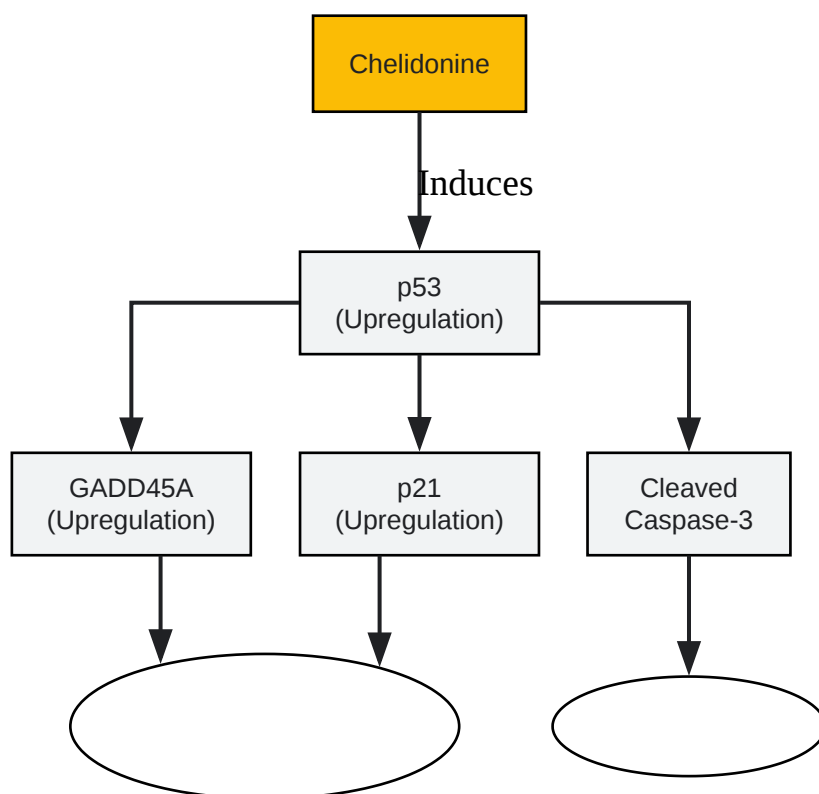 Chelidonine
Induces
p53
(Upregulation)
GADD45A
(Upregulation)
p21
(Upregulation)
Cleaved
Caspase-3